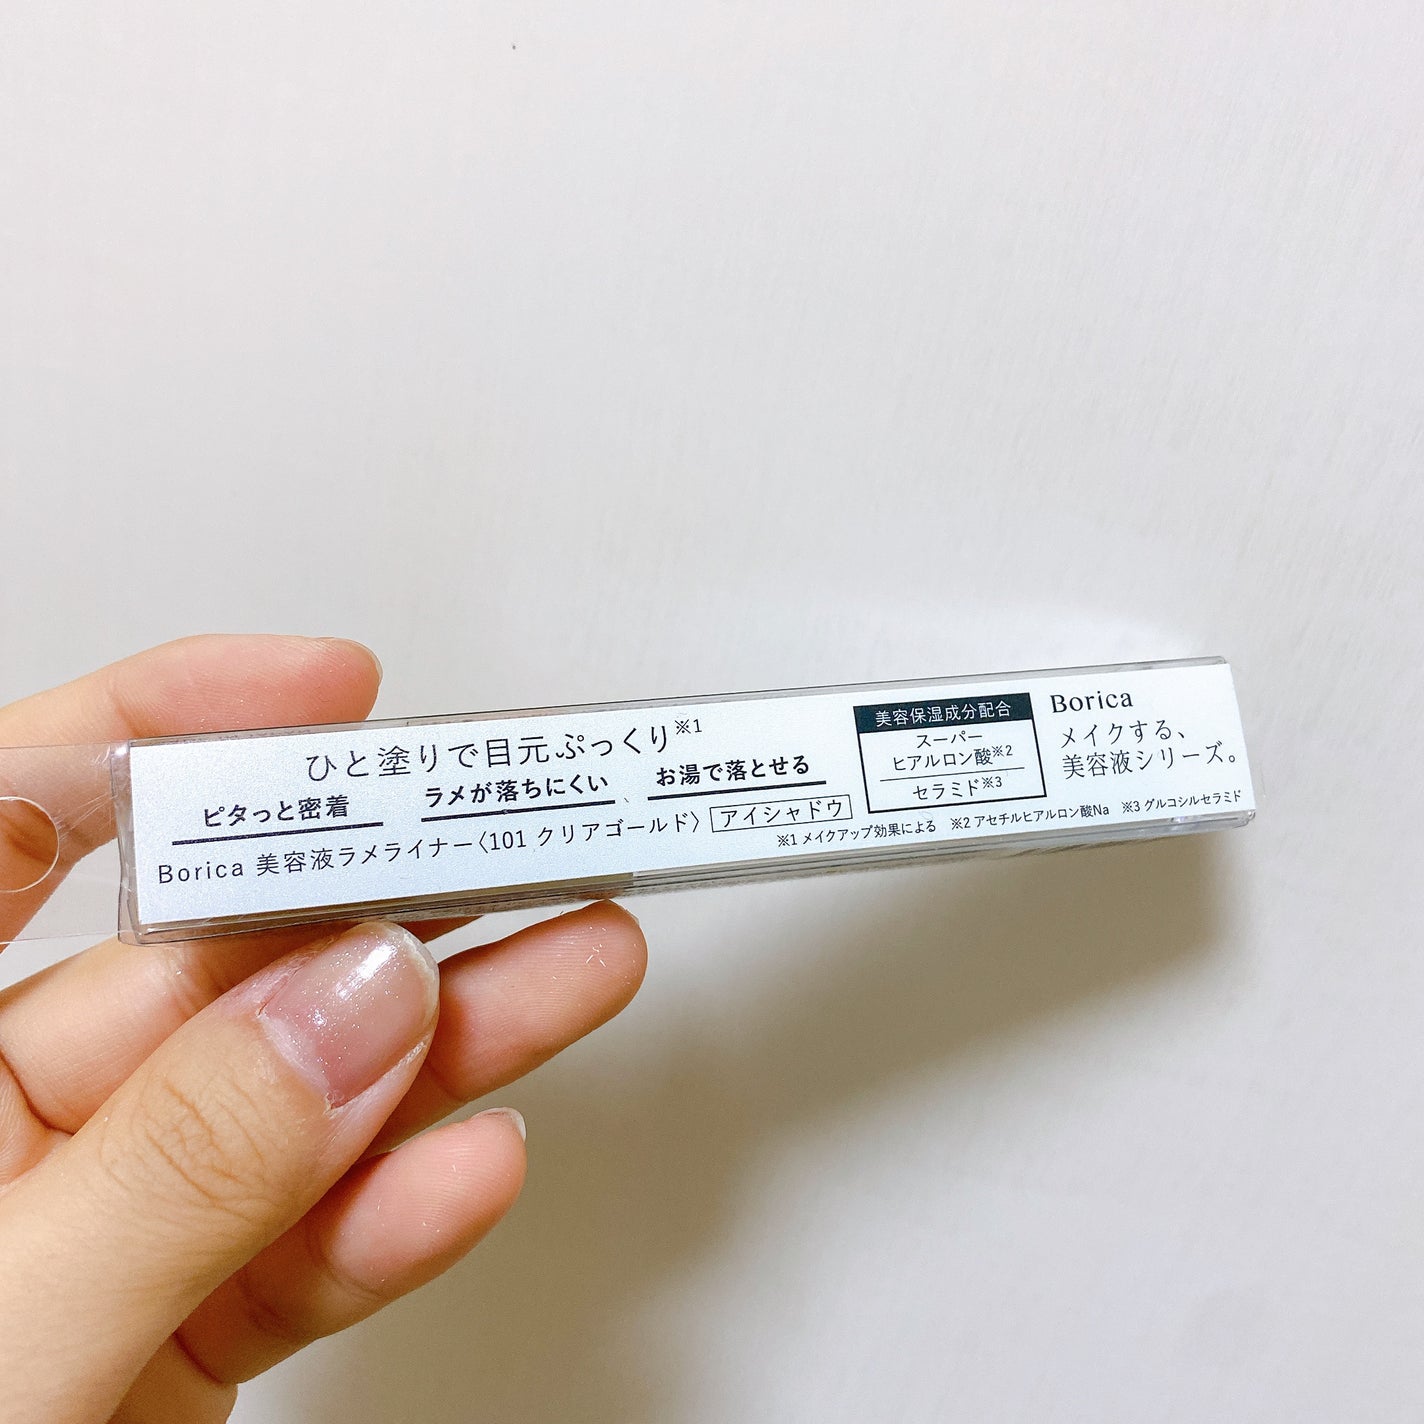 ひと塗りで目元ぷっくり※1
ピタっと密着 ラメが落ちにくい お湯で落とせる
Borica 美容液ラメライナー〈101 クリアゴールド〉 アイシャドウ
美容保湿成分配合
スーパー
ヒアルロン酸※2
セラミド※3
Borica
メイクする、
美容液シリーズ。
※1 メイクアップ効果による ※2 アセチルヒアルロン酸Na ※3 グルコシルセラミド